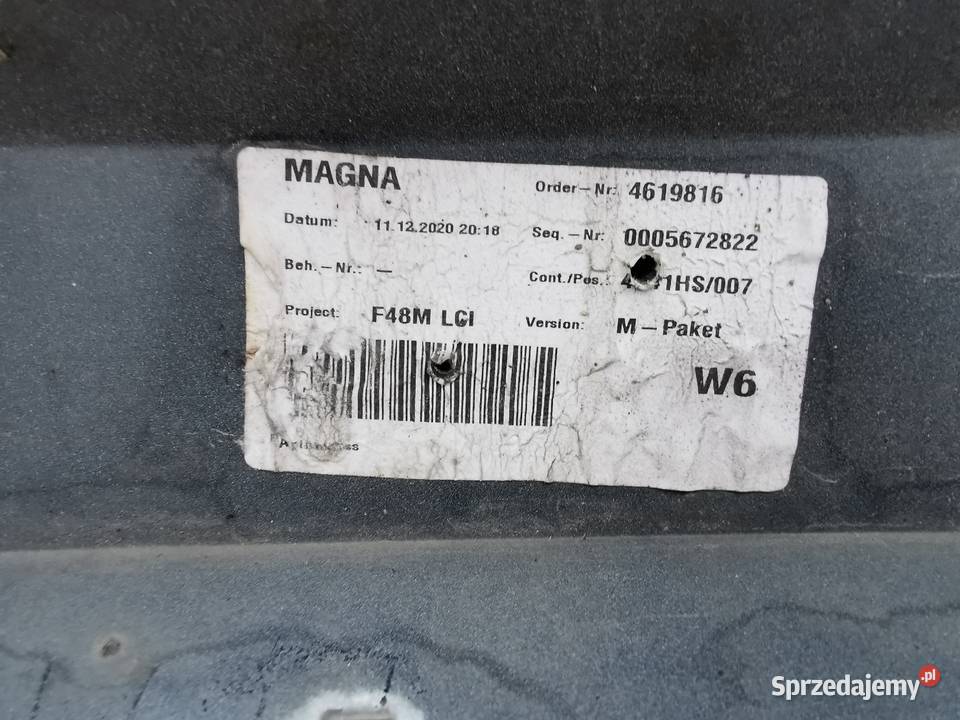 MAGNA
Order-Nr: 4619816
Datum: 11.12.2020 20:18
Seq.-Nr: 0005672822
Beh.-Nr.: —
Cont./Pos.: 1HS/007
Project: F48M LCI
Version: M-Paket
W6
Sprzedajemy.pl